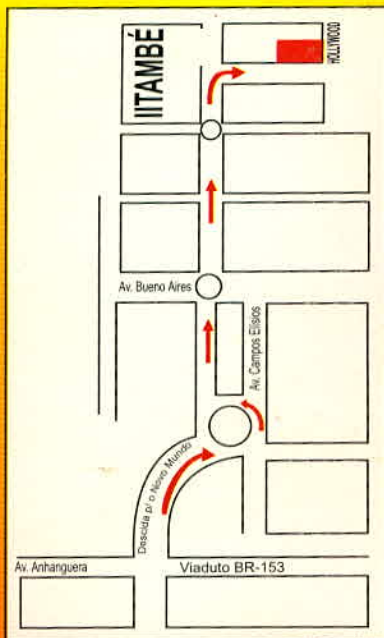 IITAMBÉ
HOLLYWOOD
Av. Bueno Aires
Av. Campos Elísios
Descida p/ o Novo Mundo
Av. Anhanguera
Viaduto BR-153